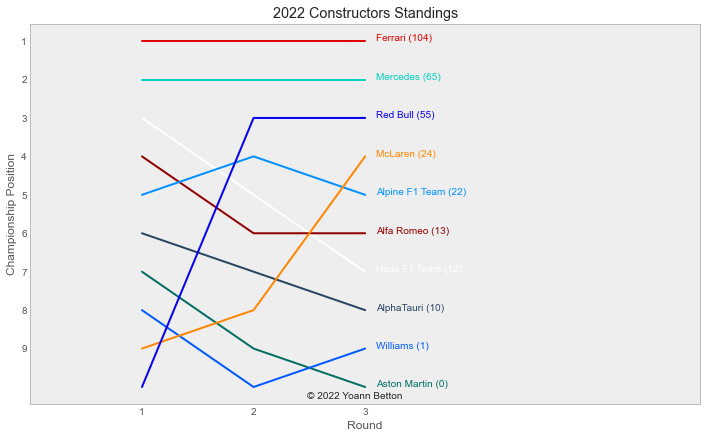 2022 Constructors Standings
Championship Position
1
2
3
4
5
6
7
8
9
Ferrari (104)
Mercedes (65)
Red Bull (55)
McLaren (24)
Alpine F1 Team (22)
Alfa Romeo (13)
Haas F1 Team (12)
AlphaTauri (10)
Williams (1)
Aston Martin (0)
© 2022 Yoann Betton
1 2 3
Round